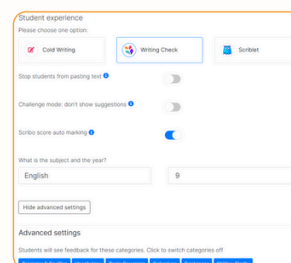 Student experience
Please choose one option:
Cold Writing
Writing Check
Scriblet
Stop students from pasting text
Challenge mode: don't show suggestions
Scribo score auto marking
What is the subject and the year?
English
9
Hide advanced settings
Advanced settings
Students will see feedback for these categories. Click to switch categories off